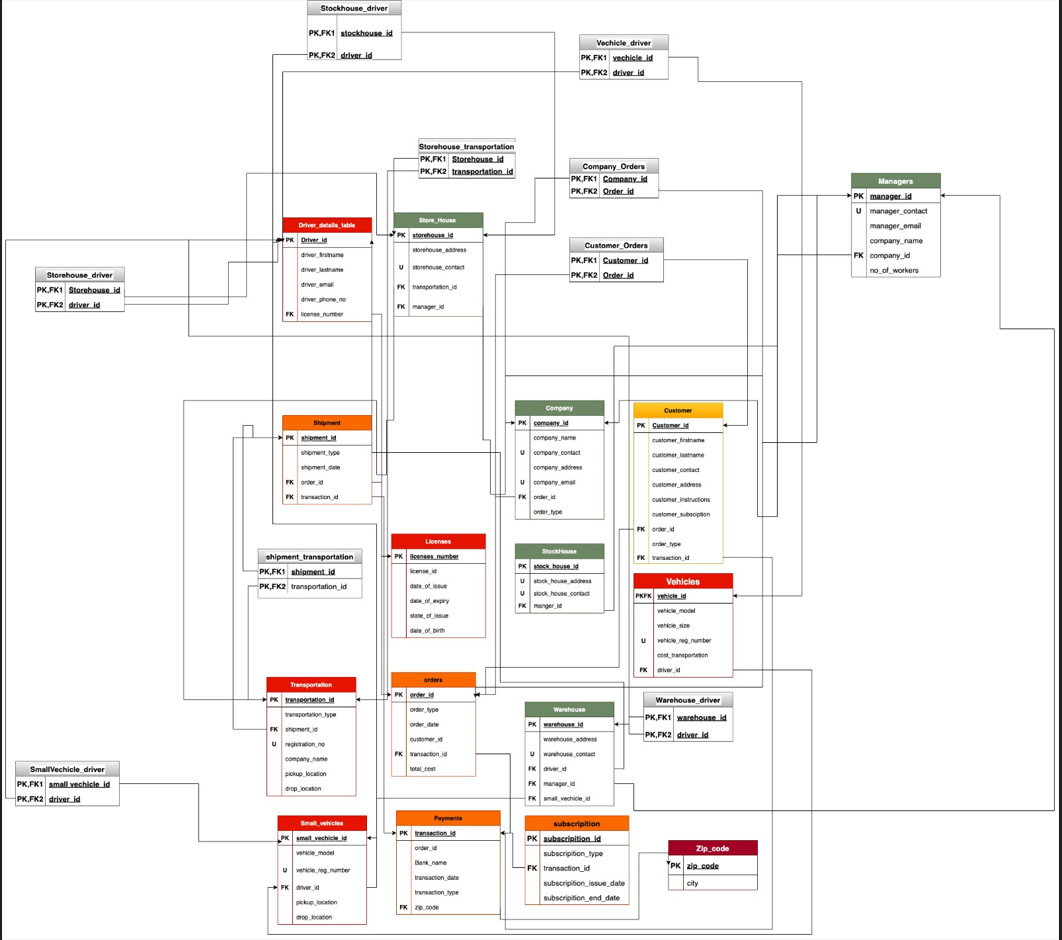 Stockhouse_driver
PK,FK1 stockhouse_id
PK,FK2 driver_id
Vechicle_driver
PK,FK1 vechicle_id
PK,FK2 driver_id
Storehouse_transportation
PK,FK1 Storehouse_id
PK,FK2 transportation_id
Company_Orders
PK,FK1 Company_id
PK,FK2 Order_id
Managers
PK manager_id
U manager_contact
manager_email
company_name
FK company_id
no_of_workers
Driver_details_table
PK Driver_id
driver_firstname
driver_lastname
driver_email
driver_phone_no
FK license_number
Store_House
PK storehouse_id
storehouse_address
U storehouse_contact
FK transportation_id
FK manager_id
Customer_Orders
PK,FK1 Customer_id
PK,FK2 Order_id
Storehouse_driver
PK,FK1 Storehouse_id
PK,FK2 driver_id
Shipment
PK shipment_id
shipment_type
shipment_date
FK order_id
FK transaction_id
Company
PK company_id
company_name
U company_contact
company_address
U company_email
FK order_id
order_type
Customer
PK Customer_id
customer_firstname
customer_lastname
customer_contact
customer_address
customer_instructions
customer_subsciption
FK order_id
order_type
FK transaction_id
Licenses
PK licenses_number
license_id
date_of_issue
date_of_expiry
state_of_issue
date_of_birth
StockHouse
PK stock_house_id
U stock_house_address
U stock_house_contact
FK manger_id
shipment_transportation
PK,FK1 shipment_id
PK,FK2 transportation_id
Vehicles
PKFK vehicle_id
vehicle_model
vehicle_size
U vehicle_reg_number
cost_transportation
FK driver_id
Transportation
PK transportation_id
transportation_type
FK shipment_id
U registration_no
company_name
pickup_location
drop_location
orders
PK order_id
order_type
order_date
customer_id
FK transaction_id
total_cost
Warehouse
PK warehouse_id
warehouse_address
U warehouse_contact
FK driver_id
FK manager_id
FK small_vechicle_id
Warehouse_driver
PK,FK1 warehouse_id
PK,FK2 driver_id
SmallVechicle_driver
PK,FK1 small vechicle_id
PK,FK2 driver_id
Small_vehicles
PK small_vechicle_id
vehicle_model
U vehicle_reg_number
FK driver_id
pickup_location
drop_location
Payments
PK transaction_id
order_id
Bank_name
transaction_date
transaction_type
FK zip_code
subscripition
PK subscripition_id
subscripition_type
FK transaction_id
subscripition_issue_date
subscripition_end_date
Zip_code
PK zip_code
city